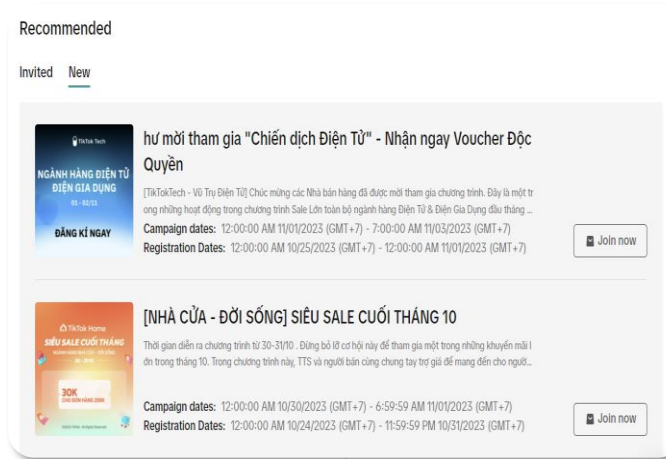 Recommended
Invited New
TikTok Tech
NGÀNH HÀNG ĐIỆN TỬ
ĐIỆN GIA DỤNG
01 - 02/11
ĐĂNG KÍ NGAY
hư mời tham gia "Chiến dịch Điện Tử" - Nhận ngay Voucher Độc
Quyền
[TikTokTech - Vũ Trụ Điện Tử] Chúc mừng các Nhà bán hàng đã được mời tham gia chương trình. Đây là một tr
ong những hoạt động trong chương trình Sale Lớn toàn bộ ngành hàng Điện Tử & Điện Gia Dụng đầu tháng ...
Campaign dates: 12:00:00 AM 11/01/2023 (GMT+7) - 7:00:00 AM 11/03/2023 (GMT+7)
Registration Dates: 12:00:00 AM 10/25/2023 (GMT+7) - 12:00:00 AM 11/01/2023 (GMT+7)
Join now
TikTok Home
SIÊU SALE CUỐI THÁNG
30K
CHO ĐƠN HÀNG
[NHÀ CỬA - ĐỜI SỐNG] SIÊU SALE CUỐI THÁNG 10
Thời gian diễn ra chương trình từ 30-31/10 . Đừng bỏ lỡ cơ hội này để tham gia một trong những khuyến mãi l
ớn trong tháng 10. Trong chương trình này, TTS và người bán cùng chung tay trợ giá để mang đến cho ngườ...
Campaign dates: 12:00:00 AM 10/30/2023 (GMT+7) - 6:59:59 AM 11/01/2023 (GMT+7)
Registration Dates: 12:00:00 AM 10/24/2023 (GMT+7) - 11:59:59 PM 10/31/2023 (GMT+7)
Join now